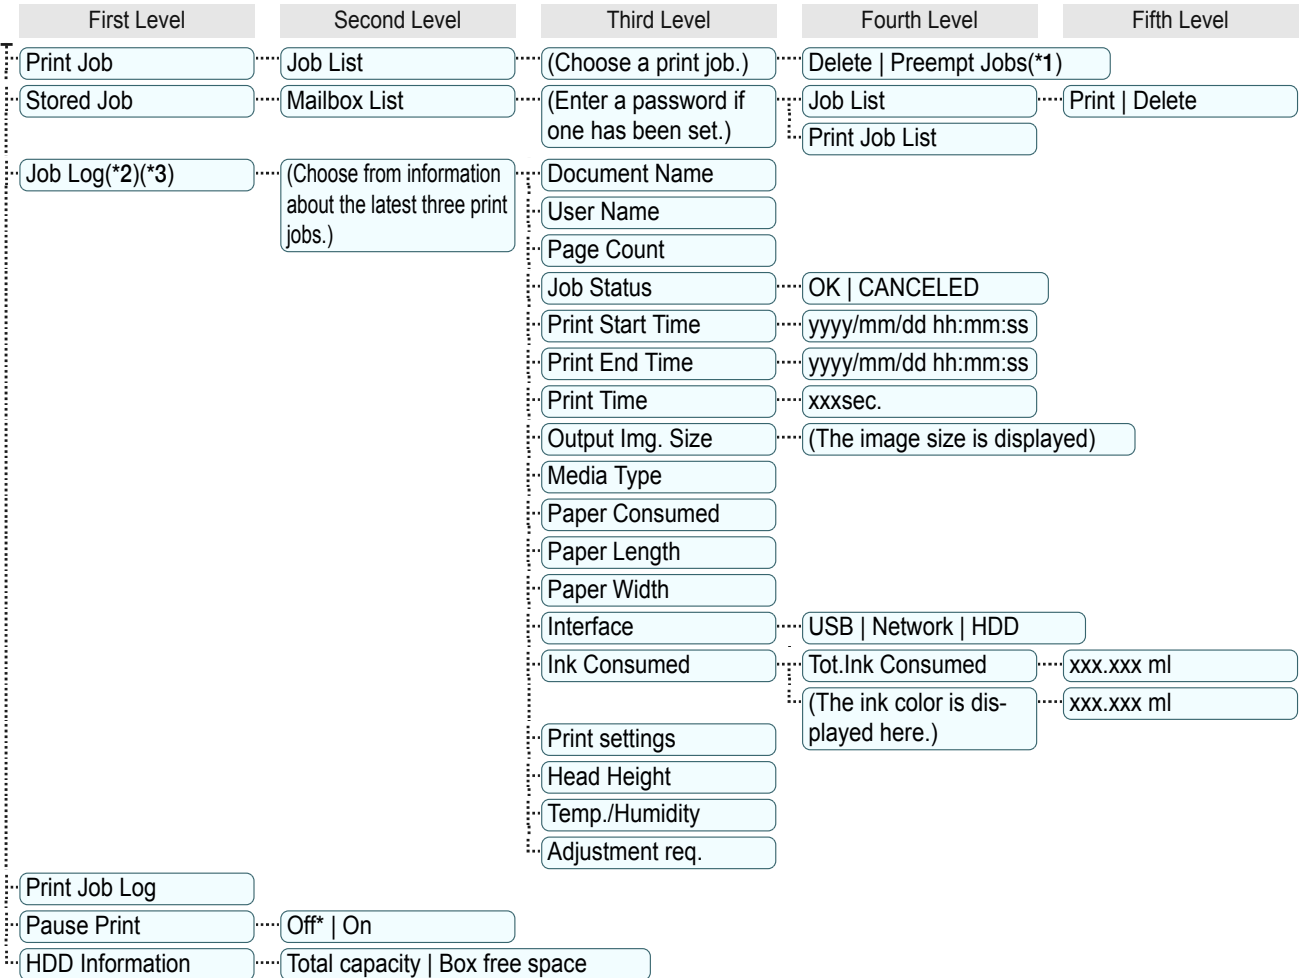 First Level Second Level Third Level Fourth Level Fifth Level
Print Job Job List (Choose a print job.) Delete | Preempt Jobs(*1)
Stored Job Mailbox List (Enter a password if
one has been set.) Job List Print | Delete
Print Job List
Job Log(*2)(*3) (Choose from information
about the latest three print
jobs.) Document Name
User Name
Page Count
Job Status OK | CANCELED
Print Start Time yyyy/mm/dd hh:mm:ss
Print End Time yyyy/mm/dd hh:mm:ss
Print Time xxxsec.
Output Img. Size (The image size is displayed)
Media Type
Paper Consumed
Paper Length
Paper Width
Interface USB | Network | HDD
Ink Consumed Tot.Ink Consumed xxx.xxx ml
(The ink color is dis-
played here.) xxx.xxx ml
Print settings
Head Height
Temp./Humidity
Adjustment req.
Print Job Log
Pause Print Off* | On
HDD Information Total capacity | Box free space